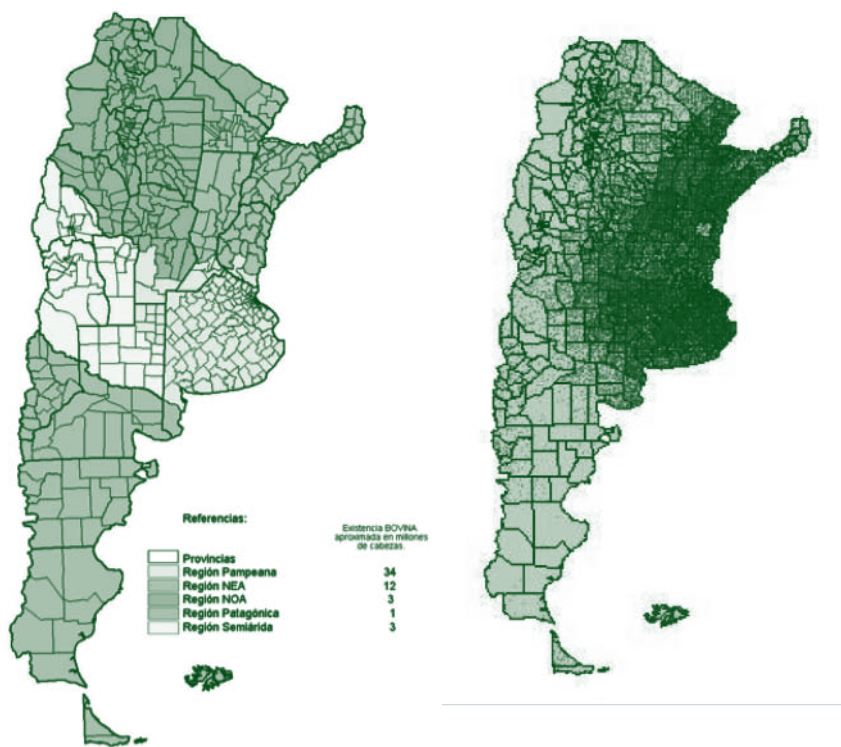 Referencias:
Existencia BOVINA
aproximada en millones
de cabezas.
Provincias
Región Pampeana 34
Región NEA 12
Región NOA 3
Región Patagónica 1
Región Semiárida 3